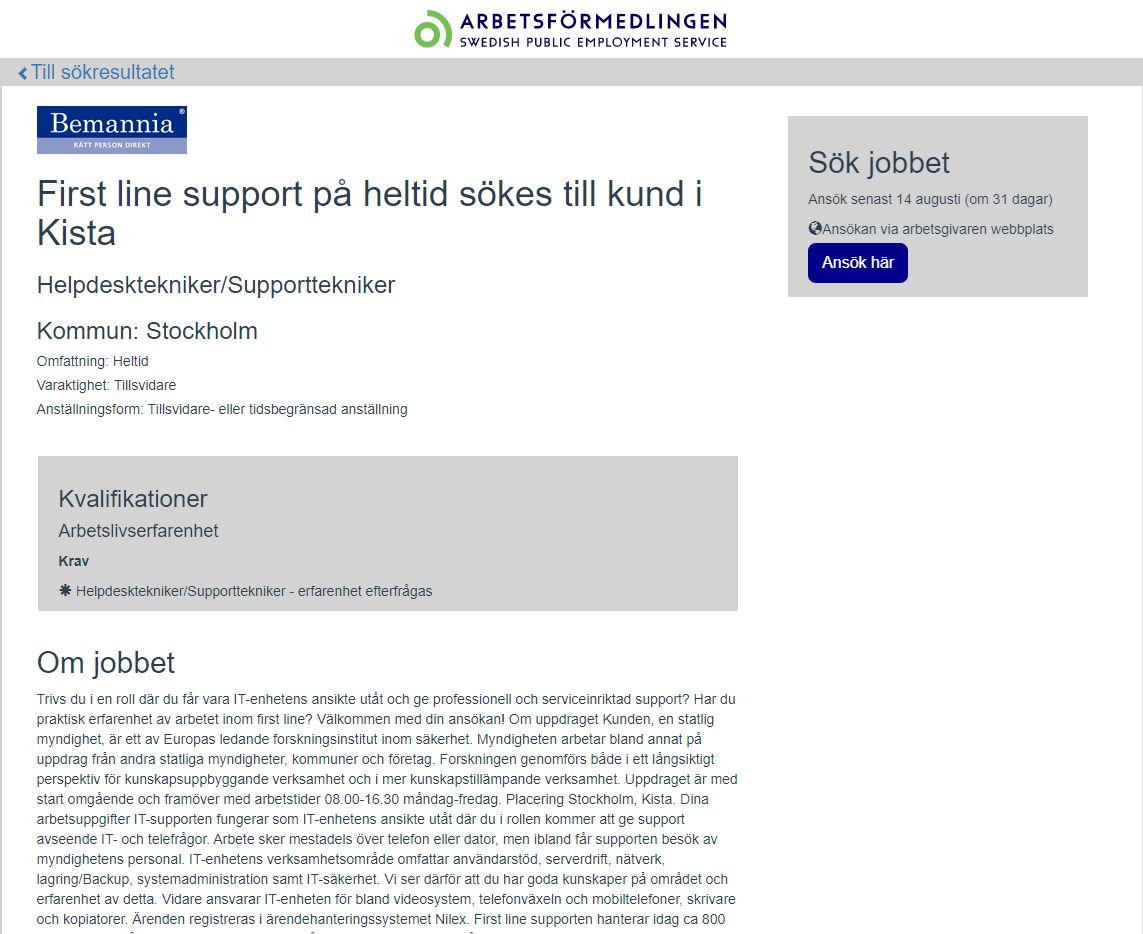 ARBETSFÖRMEDLINGEN
SWEDISH PUBLIC EMPLOYMENT SERVICE
Till sökresultatet
Bemannia®
RÄTT PERSON DIREKT
First line support på heltid sökes till kund i
Kista
Helpdesktekniker/Supporttekniker
Kommun: Stockholm
Omfattning: Heltid
Varaktighet: Tillsvidare
Anställningsform: Tillsvidare- eller tidsbegränsad anställning
Sök jobbet
Ansök senast 14 augusti (om 31 dagar)
Ansökan via arbetsgivaren webbplats
Ansök här
Kvalifikationer
Arbetslivserfarenhet
Krav
✱ Helpdesktekniker/Supporttekniker - erfarenhet efterfrågas
Om jobbet
Trivs du i en roll där du får vara IT-enhetens ansikte utåt och ge professionell och serviceinriktad support? Har du
praktisk erfarenhet av arbetet inom first line? Välkommen med din ansökan! Om uppdraget Kunden, en statlig
myndighet, är ett av Europas ledande forskningsinstitut inom säkerhet. Myndigheten arbetar bland annat på
uppdrag från andra statliga myndigheter, kommuner och företag. Forskningen genomförs både i ett långsiktigt
perspektiv för kunskapsuppbyggande verksamhet och i mer kunskapstillämpande verksamhet. Uppdraget är med
start omgående och framöver med arbetstider 08.00-16.30 måndag-fredag. Placering Stockholm, Kista. Dina
arbetsuppgifter IT-supporten fungerar som IT-enhetens ansikte utåt där du i rollen kommer att ge support
avseende IT- och telefrågor. Arbete sker mestadels över telefon eller dator, men ibland får supporten besök av
myndighetens personal. IT-enhetens verksamhetsområde omfattar användarstöd, serverdrift, nätverk,
lagring/Backup, systemadministration samt IT-säkerhet. Vi ser därför att du har goda kunskaper på området och
erfarenhet av detta. Vidare ansvarar IT-enheten för bland videosystem, telefonväxeln och mobiltelefoner, skrivare
och kopiatorer. Ärenden registreras i ärendehanteringssystemet Nilex. First line supporten hanterar idag ca 800